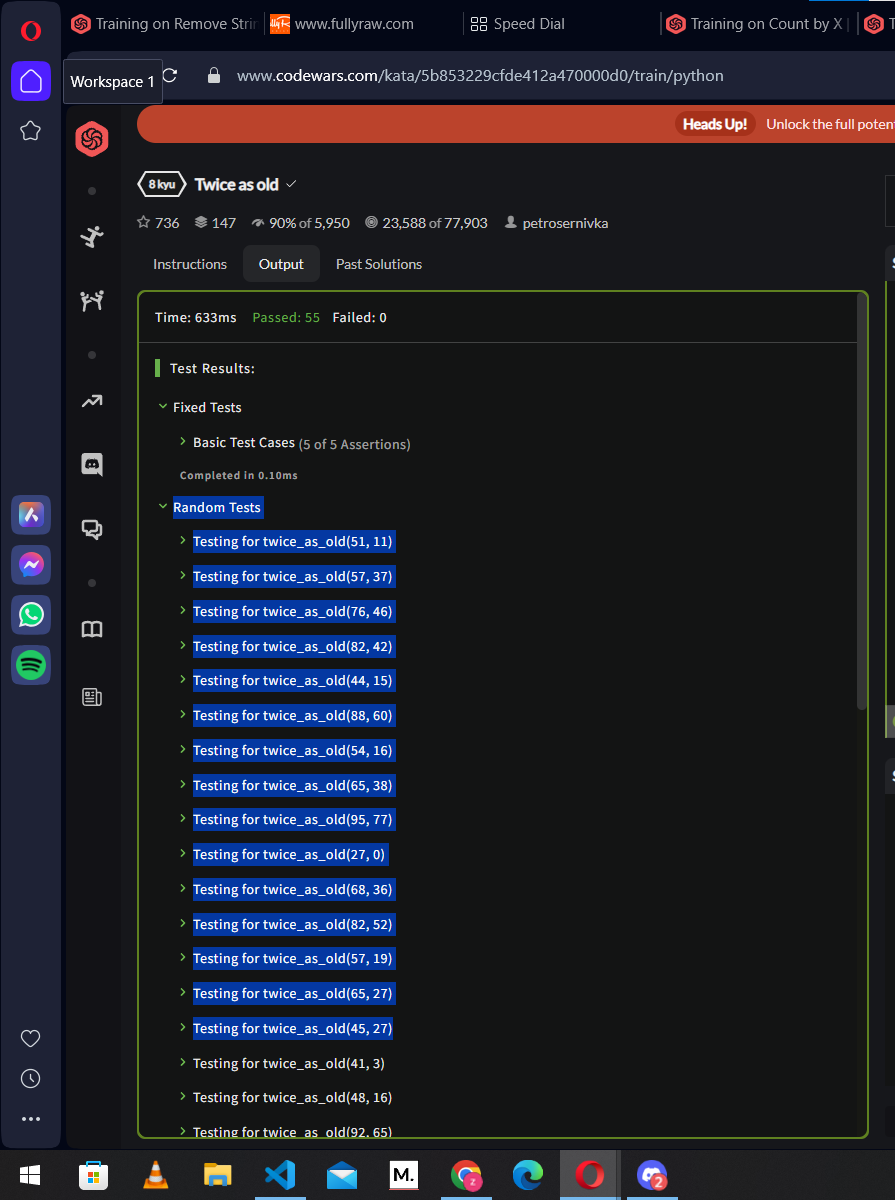 Training on Remove Strin
www.fullyraw.com
Speed Dial
Training on Count by X
T
Workspace 1
www.codewars.com/kata/5b853229cfde412a470000d0/train/python
Heads Up! Unlock the full poten
8 kyu Twice as old
736 147 90% of 5,950 23,588 of 77,903 petrosernivka
Instructions Output Past Solutions
Time: 633ms Passed: 55 Failed: 0
Test Results:
Fixed Tests
Basic Test Cases (5 of 5 Assertions)
Completed in 0.10ms
Random Tests
Testing for twice_as_old(51, 11)
Testing for twice_as_old(57, 37)
Testing for twice_as_old(76, 46)
Testing for twice_as_old(82, 42)
Testing for twice_as_old(44, 15)
Testing for twice_as_old(88, 60)
Testing for twice_as_old(54, 16)
Testing for twice_as_old(65, 38)
Testing for twice_as_old(95, 77)
Testing for twice_as_old(27, 0)
Testing for twice_as_old(68, 36)
Testing for twice_as_old(82, 52)
Testing for twice_as_old(57, 19)
Testing for twice_as_old(65, 27)
Testing for twice_as_old(45, 27)
Testing for twice_as_old(41, 3)
Testing for twice_as_old(48, 16)
Testing for twice_as_old(92, 65)
M.
z
2